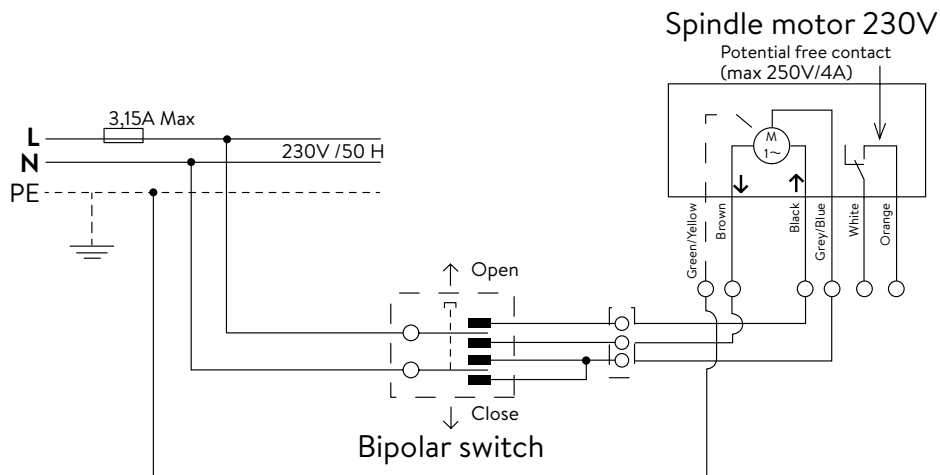 Spindle motor 230V
Potential free contact
(max 250V/4A)
3,15A Max
L
N
230V /50 H
PE
M
1~
Green/Yellow
Brown
Black
Grey/Blue
White
Orange
Open
Close
Bipolar switch